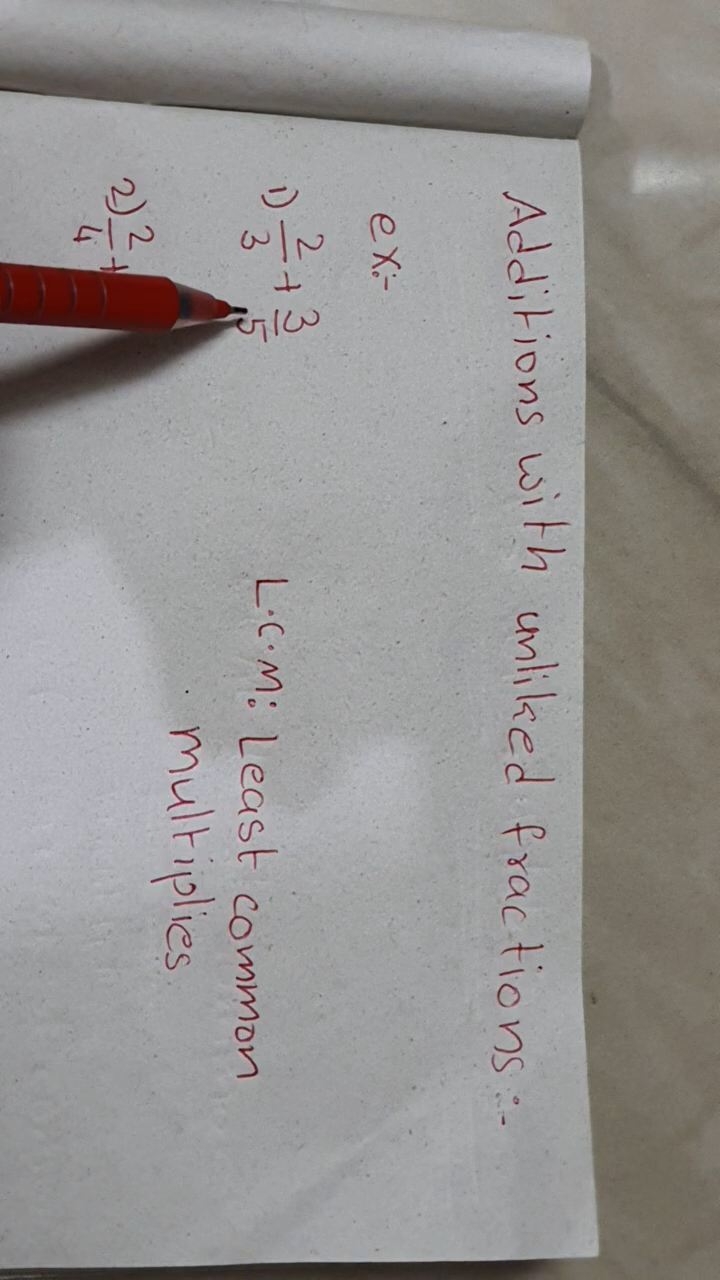 Additions with unliked fractions :-
ex:-
1) 2/3 + 3/5
L.C.M: Least common
multiplies
2) 2/4 +